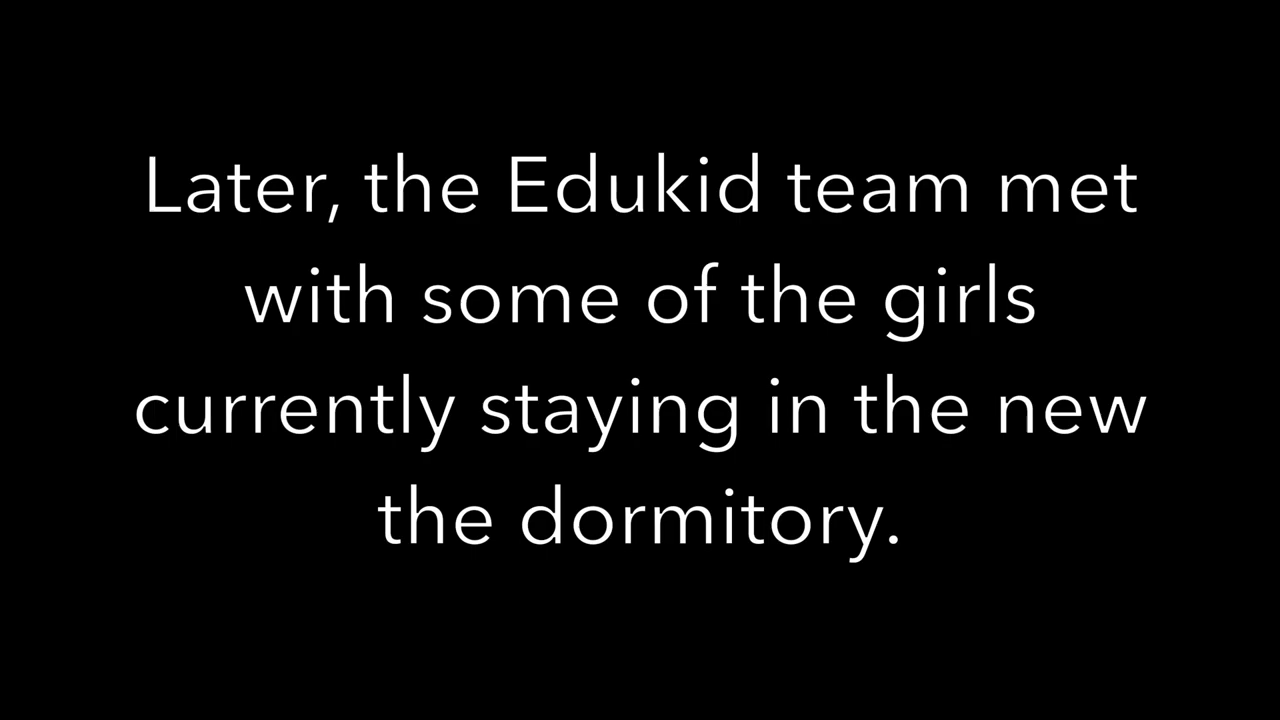 Later, the Edukid team met
with some of the girls
currently staying in the new
the dormitory.